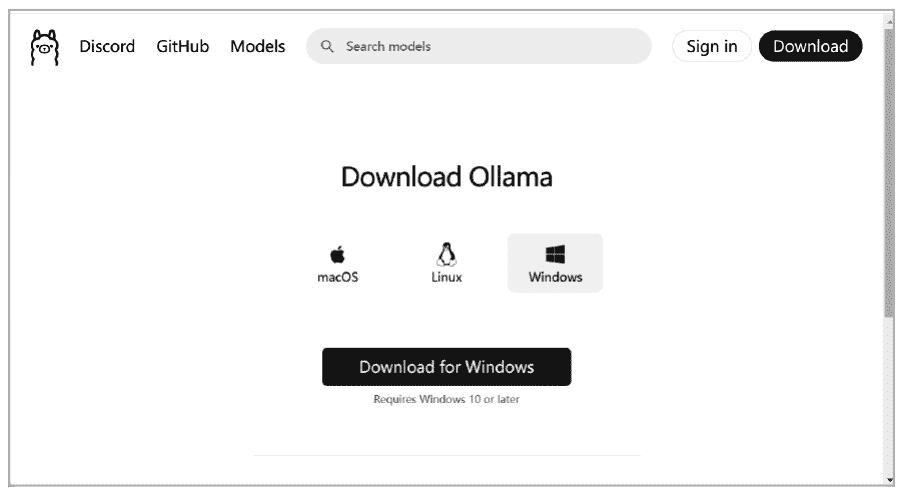 Discord GitHub Models Search models Sign in Download
Download Ollama
macOS Linux Windows
Download for Windows
Requires Windows 10 or later